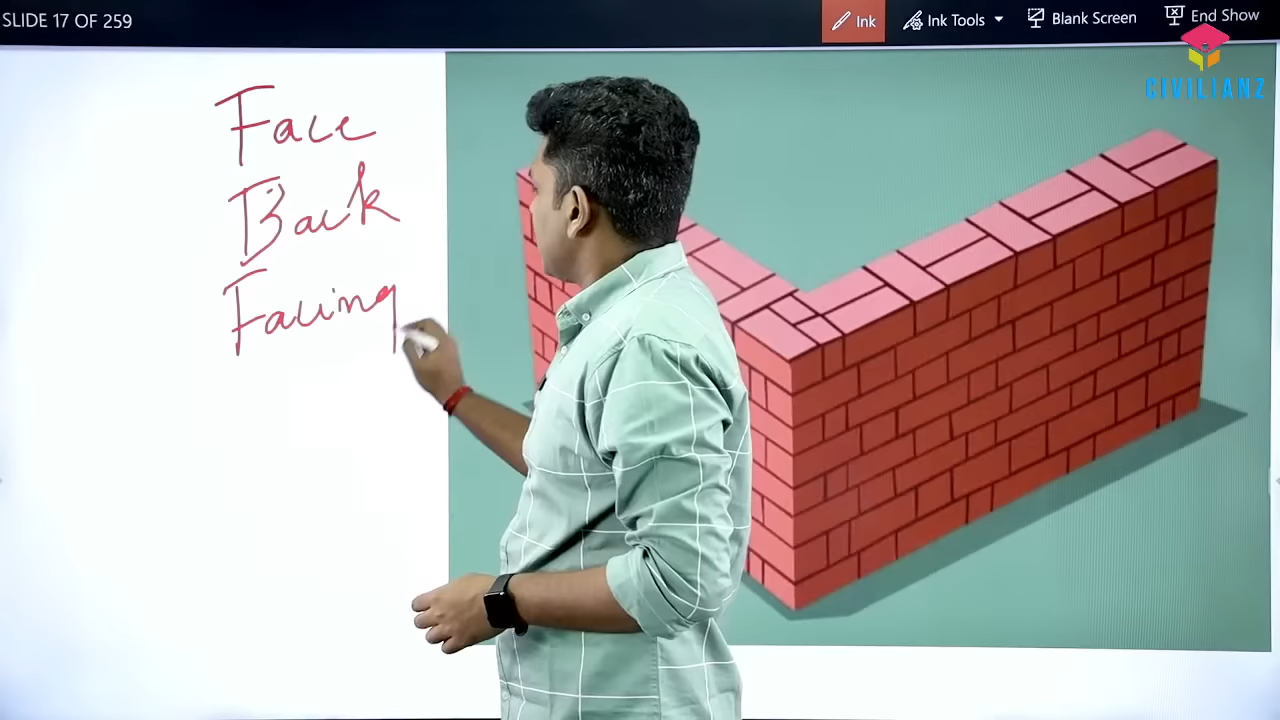 SLIDE 17 OF 259
Ink
Ink Tools
Blank Screen
End Show
CIVILIANZ
Face
Back
Facing